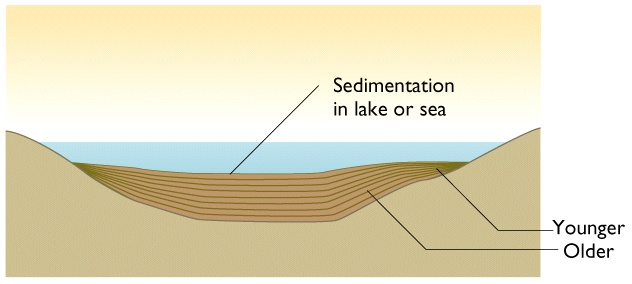 Sedimentation
in lake or sea
Younger
Older